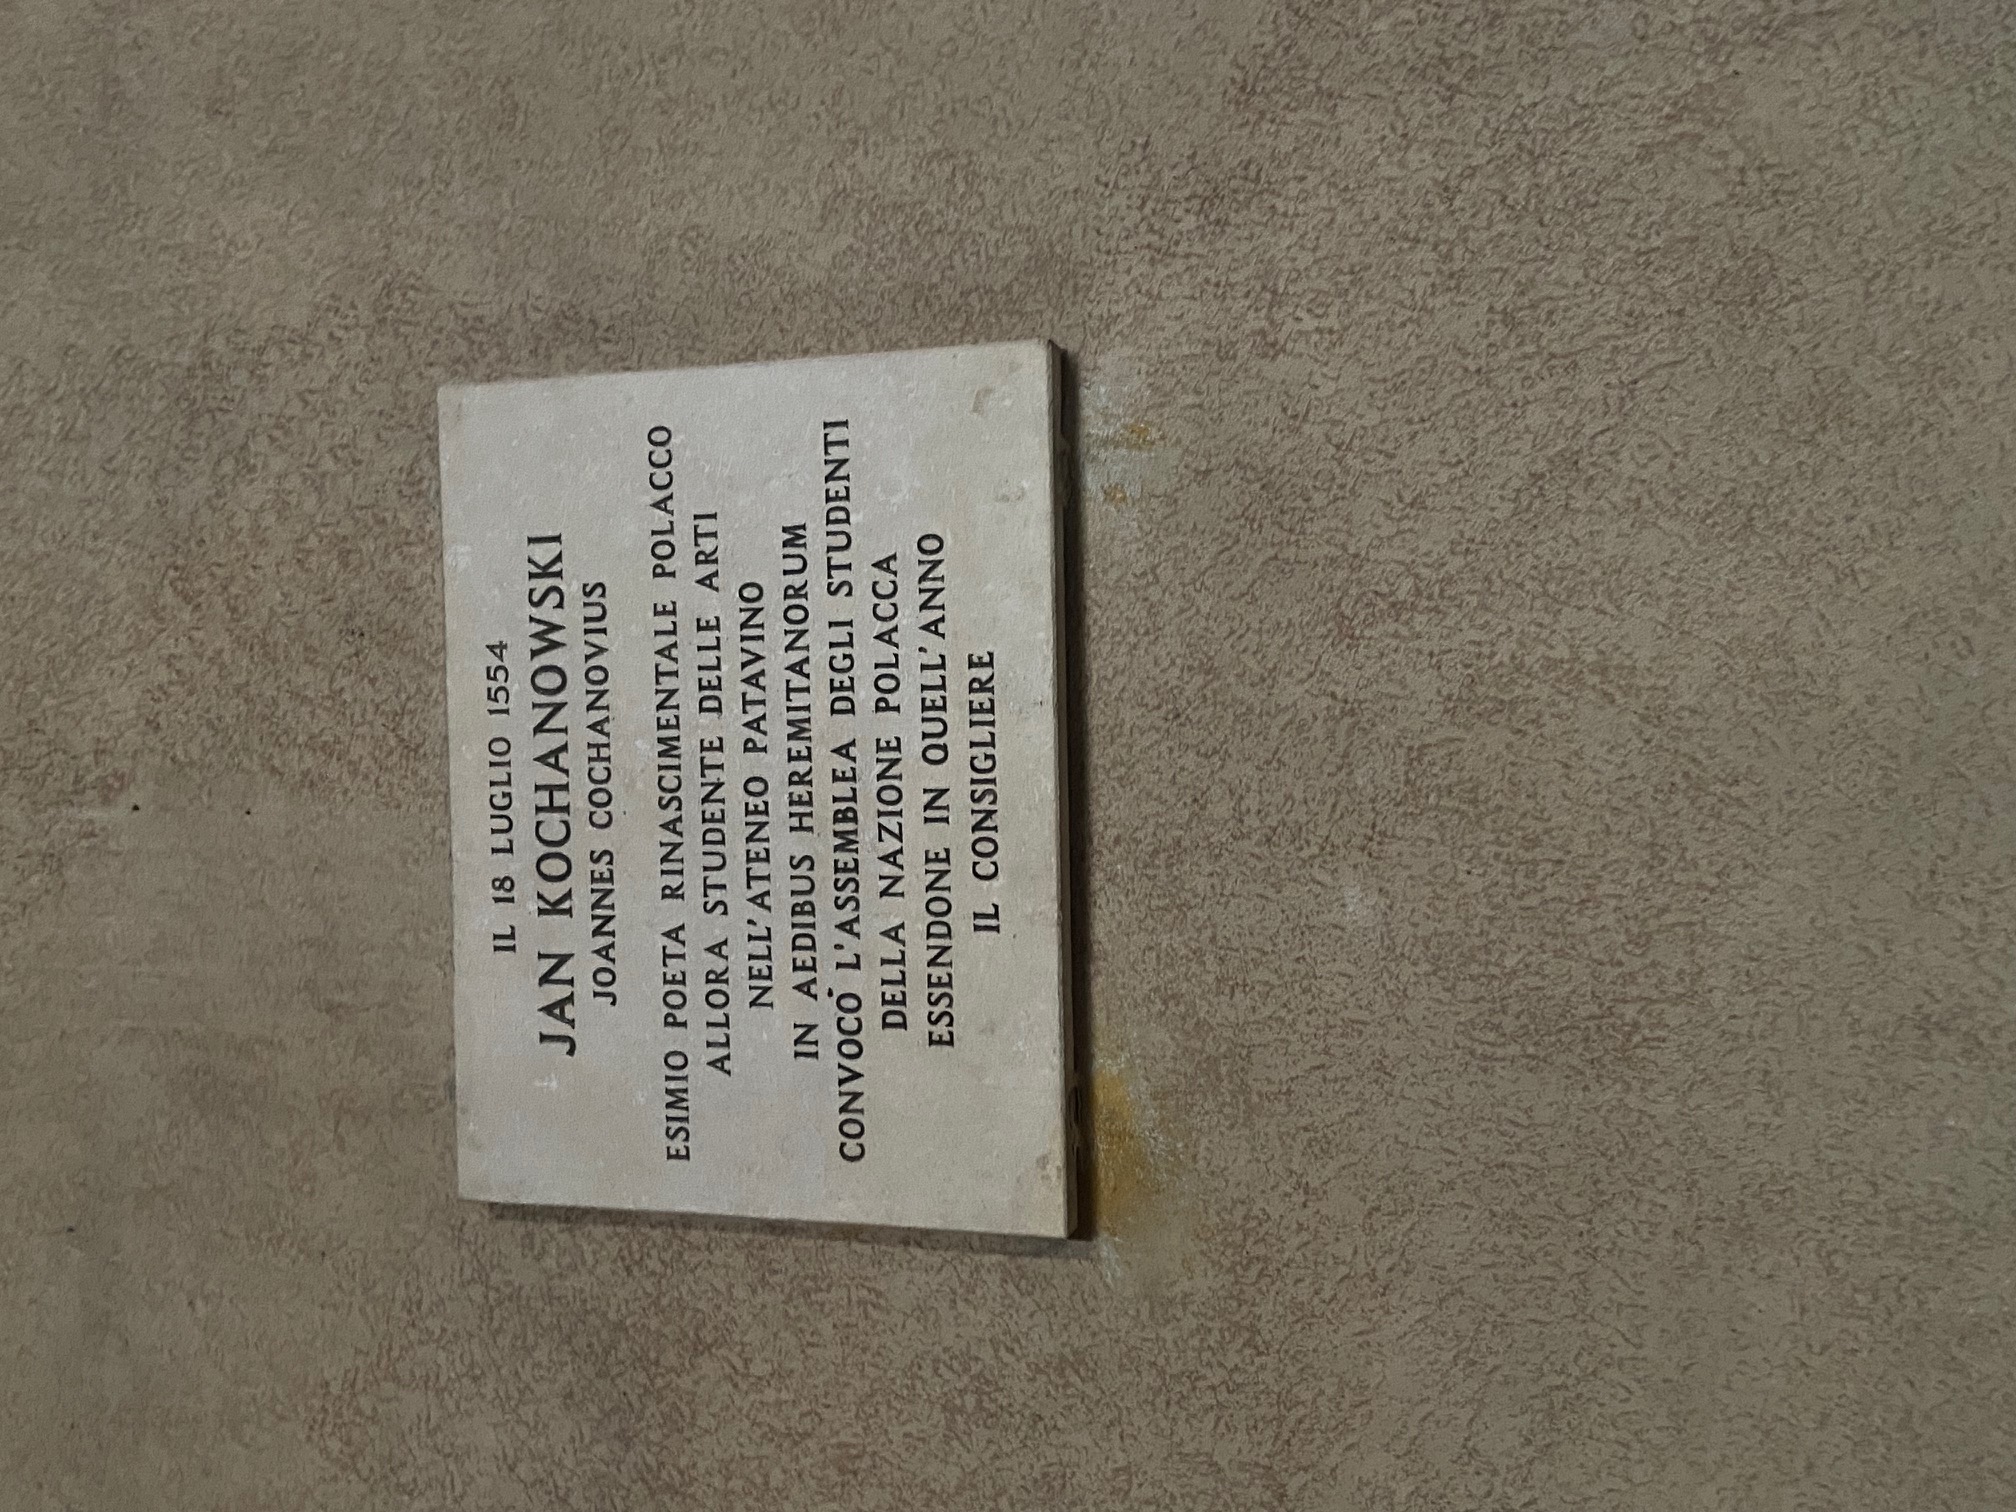 IL 18 LUGLIO 1554
JAN KOCHANOWSKI
JOANNES COCHANOVIUS
ESIMIO POETA RINASCIMENTALE POLACCO
ALLORA STUDENTE DELLE ARTI
NELL'ATENEO PATAVINO
IN AEDIBUS HEREMITANORUM
CONVOCÒ L'ASSEMBLEA DEGLI STUDENTI
DELLA NAZIONE POLACCA
ESSENDONE IN QUELL'ANNO
IL CONSIGLIERE